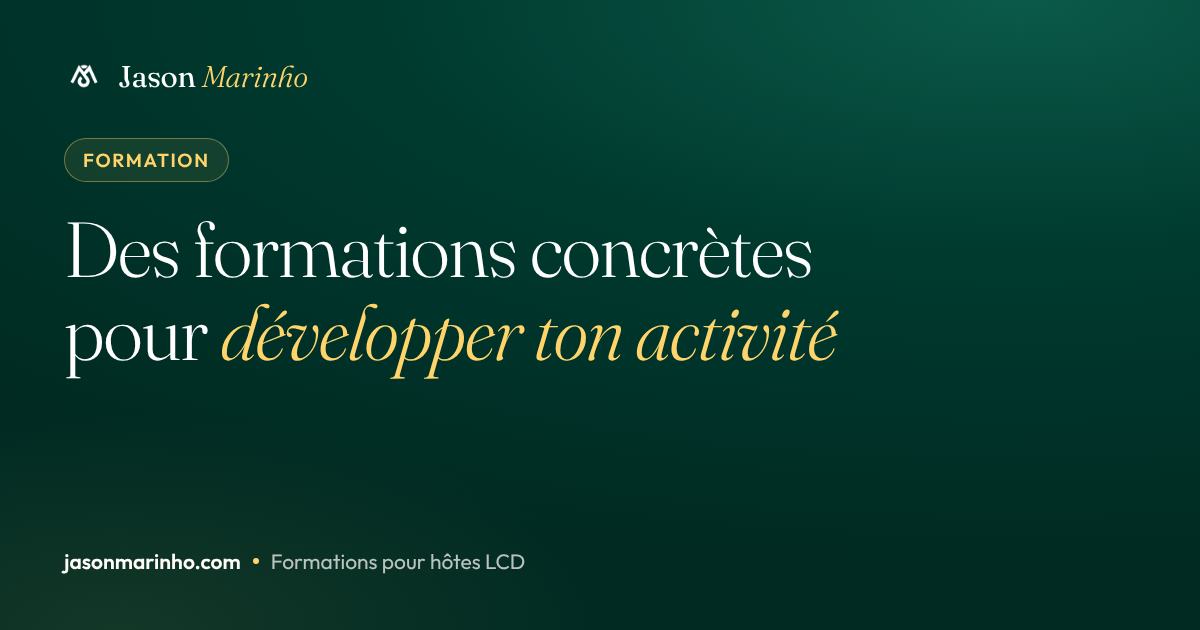 Jason Marinho
FORMATION
Des formations concrètes
pour développer ton activité
jasonmarinho.com • Formations pour hôtes LCD